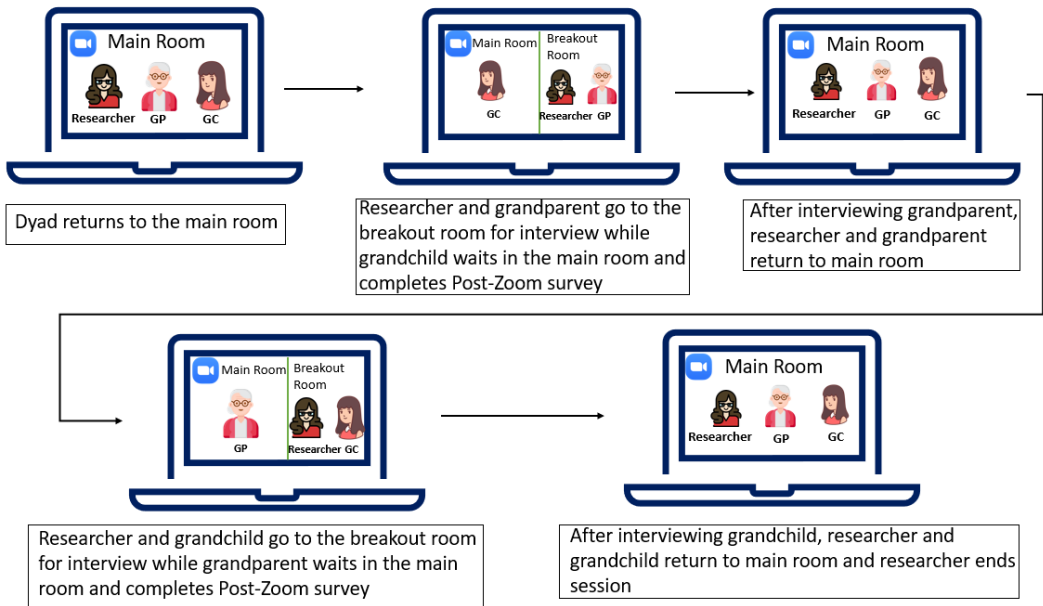 Main Room
Researcher
GP
GC
Dyad returns to the main room
Main Room
Breakout
Room
GC
Researcher GP
Researcher and grandparent go to the
breakout room for interview while
grandchild waits in the main room and
completes Post-Zoom survey
Main Room
Researcher
GP
GC
After interviewing grandparent,
researcher and grandparent
return to main room
Main Room
Breakout
Room
GP
Researcher GC
Researcher and grandchild go to the breakout room
for interview while grandparent waits in the main
room and completes Post-Zoom survey
Main Room
Researcher
GP
GC
After interviewing grandchild, researcher and
grandchild return to main room and researcher ends
session